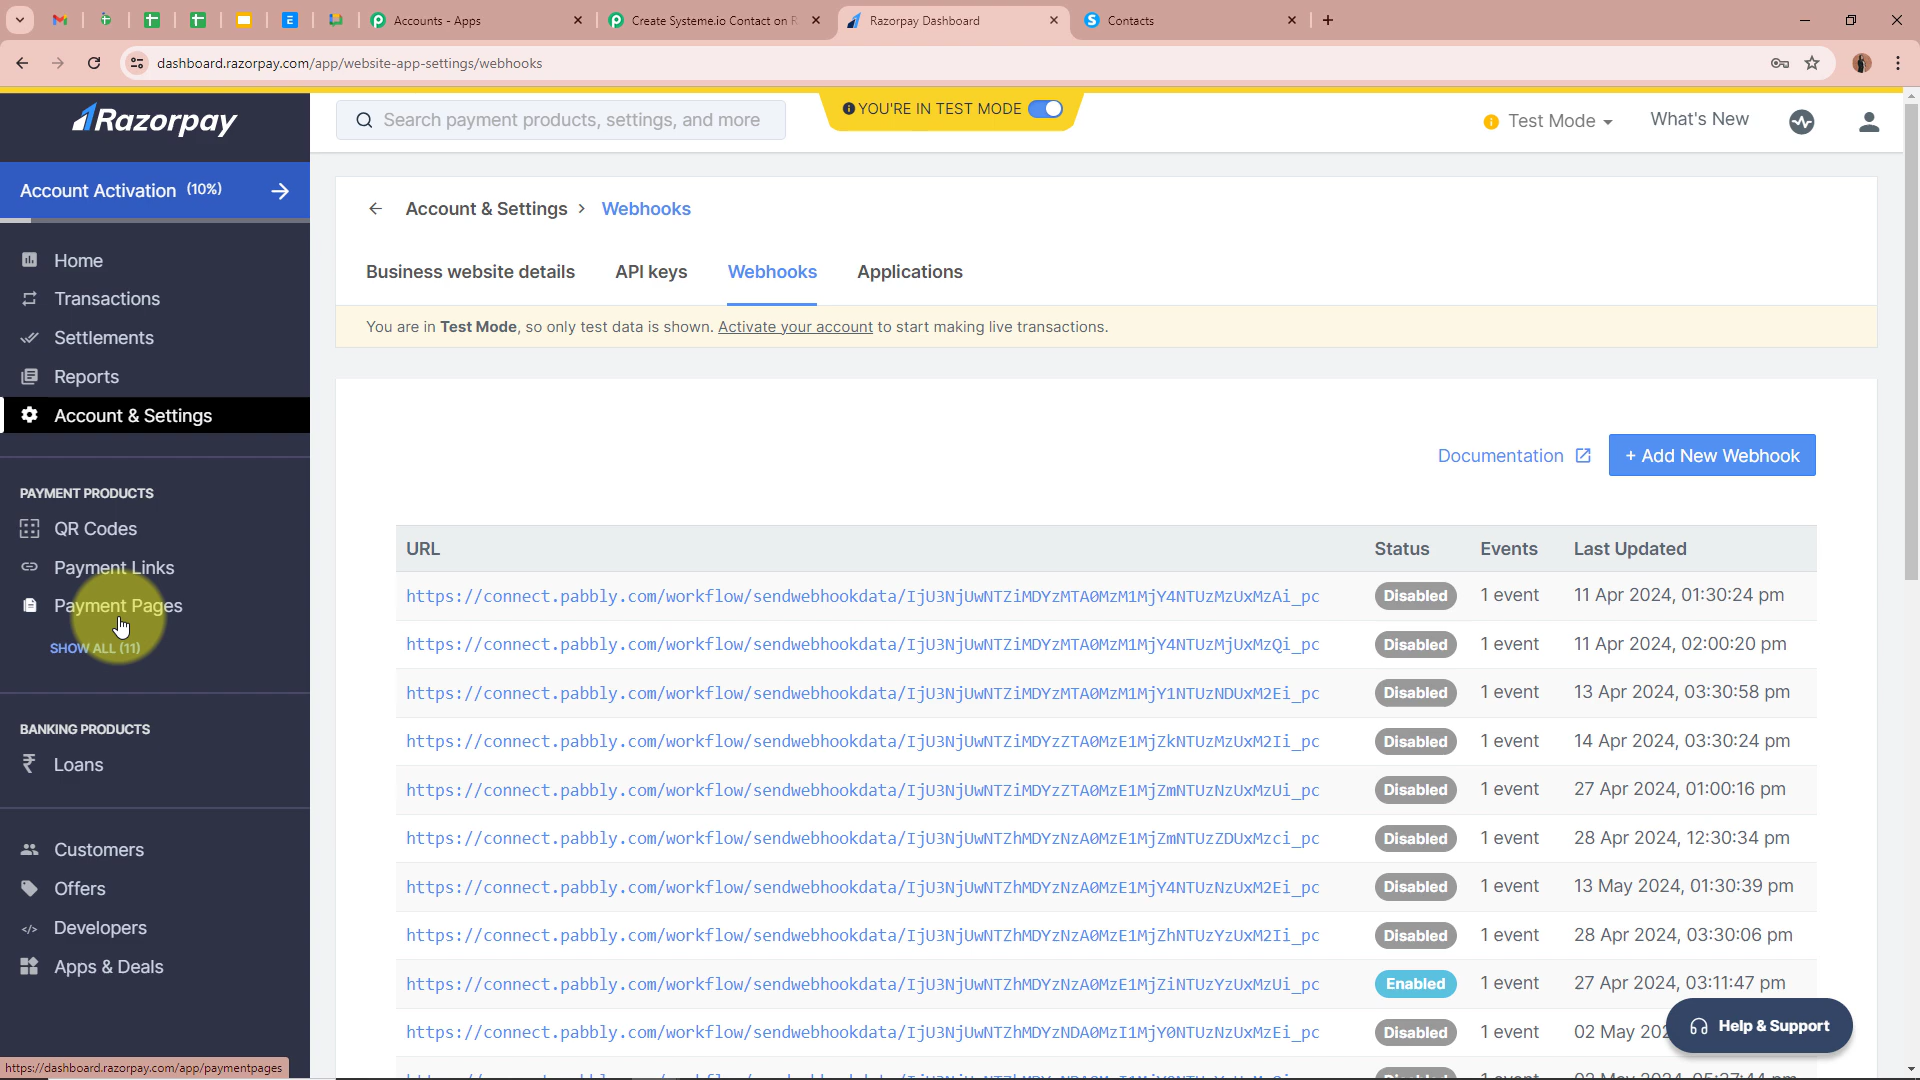 Accounts - Apps
Create Systeme.io Contact on R
Razorpay Dashboard
Contacts
dashboard.razorpay.com/app/website-app-settings/webhooks
Razorpay
Search payment products, settings, and more
YOU'RE IN TEST MODE
Test Mode
What's New
Account Activation (10%)
Home
Transactions
Settlements
Reports
Account & Settings
PAYMENT PRODUCTS
QR Codes
Payment Links
Payment Pages
SHOW ALL (11)
BANKING PRODUCTS
Loans
Customers
Offers
Developers
Apps & Deals
https://dashboard.razorpay.com/app/paymentpages
Account & Settings > Webhooks
Business website details API keys Webhooks Applications
You are in Test Mode, so only test data is shown. Activate your account to start making live transactions.
Documentation + Add New Webhook
URL Status Events Last Updated
https://connect.pabbly.com/workflow/sendwebhookdata/IjU3NjUwNTZiMDYzMTA0MzM1MjY4NTUzMzUxMzAi_pc Disabled 1 event 11 Apr 2024, 01:30:24 pm
https://connect.pabbly.com/workflow/sendwebhookdata/IjU3NjUwNTZiMDYzMTA0MzM1MjY4NTUzMjUxMzQi_pc Disabled 1 event 11 Apr 2024, 02:00:20 pm
https://connect.pabbly.com/workflow/sendwebhookdata/IjU3NjUwNTZiMDYzMTA0MzM1MjY1NTUzNDUxM2Ei_pc Disabled 1 event 13 Apr 2024, 03:30:58 pm
https://connect.pabbly.com/workflow/sendwebhookdata/IjU3NjUwNTZiMDYzZTA0MzE1MjZkNTUzMzUxM2Ii_pc Disabled 1 event 14 Apr 2024, 03:30:24 pm
https://connect.pabbly.com/workflow/sendwebhookdata/IjU3NjUwNTZiMDYzZTA0MzE1MjZmNTUzNzUxMzUi_pc Disabled 1 event 27 Apr 2024, 01:00:16 pm
https://connect.pabbly.com/workflow/sendwebhookdata/IjU3NjUwNTZhMDYzNzA0MzE1MjZmNTUzZDUxMzci_pc Disabled 1 event 28 Apr 2024, 12:30:34 pm
https://connect.pabbly.com/workflow/sendwebhookdata/IjU3NjUwNTZhMDYzNzA0MzE1MjY4NTUzNzUxM2Ei_pc Disabled 1 event 13 May 2024, 01:30:39 pm
https://connect.pabbly.com/workflow/sendwebhookdata/IjU3NjUwNTZhMDYzNzA0MzE1MjZhNTUzYzUxM2Ii_pc Disabled 1 event 28 Apr 2024, 03:30:06 pm
https://connect.pabbly.com/workflow/sendwebhookdata/IjU3NjUwNTZhMDYzNzA0MzE1MjZiNTUzYzUxMzUi_pc Enabled 1 event 27 Apr 2024, 03:11:47 pm
https://connect.pabbly.com/workflow/sendwebhookdata/IjU3NjUwNTZhMDYzNDA0MzI1MjY0NTUzNzUxMzEi_pc Disabled 1 event 02 May 202
Help & Support